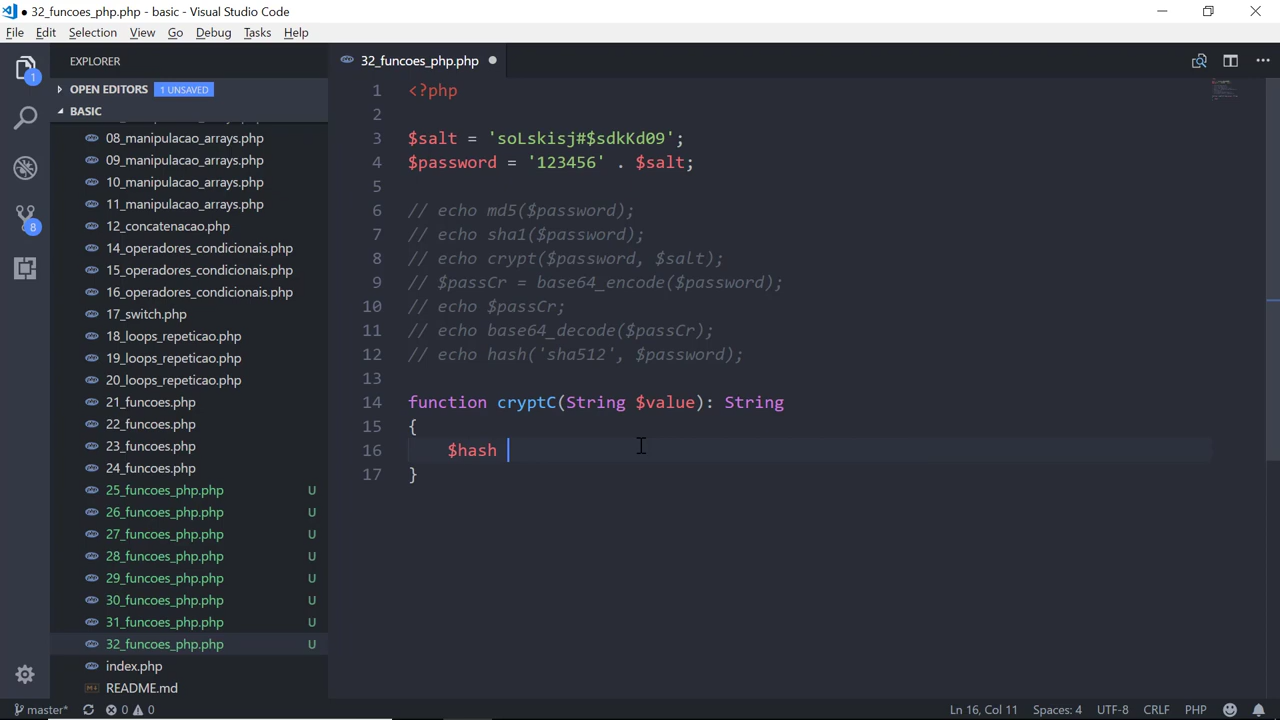 ● 32_funcoes_php.php - basic - Visual Studio Code
File Edit Selection View Go Debug Tasks Help
EXPLORER
32_funcoes_php.php
1
OPEN EDITORS 1 UNSAVED
BASIC
08_manipulacao_arrays.php
09_manipulacao_arrays.php
10_manipulacao_arrays.php
11_manipulacao_arrays.php
12_concatenacao.php
8
14_operadores_condicionais.php
15_operadores_condicionais.php
16_operadores_condicionais.php
17_switch.php
18_loops_repeticao.php
19_loops_repeticao.php
20_loops_repeticao.php
21_funcoes.php
22_funcoes.php
23_funcoes.php
24_funcoes.php
25_funcoes_php.php U
26_funcoes_php.php U
27_funcoes_php.php U
28_funcoes_php.php U
29_funcoes_php.php U
30_funcoes_php.php U
31_funcoes_php.php U
32_funcoes_php.php U
index.php
README.md
1 <?php
2
3 $salt = 'soLskisj#$sdkKd09';
4 $password = '123456' . $salt;
5
6 // echo md5($password);
7 // echo sha1($password);
8 // echo crypt($password, $salt);
9 // $passCr = base64_encode($password);
10 // echo $passCr;
11 // echo base64_decode($passCr);
12 // echo hash('sha512', $password);
13
14 function cryptC(String $value): String
15 {
16 $hash
17 }
master* 0 0 Ln 16, Col 11 Spaces: 4 UTF-8 CRLF PHP